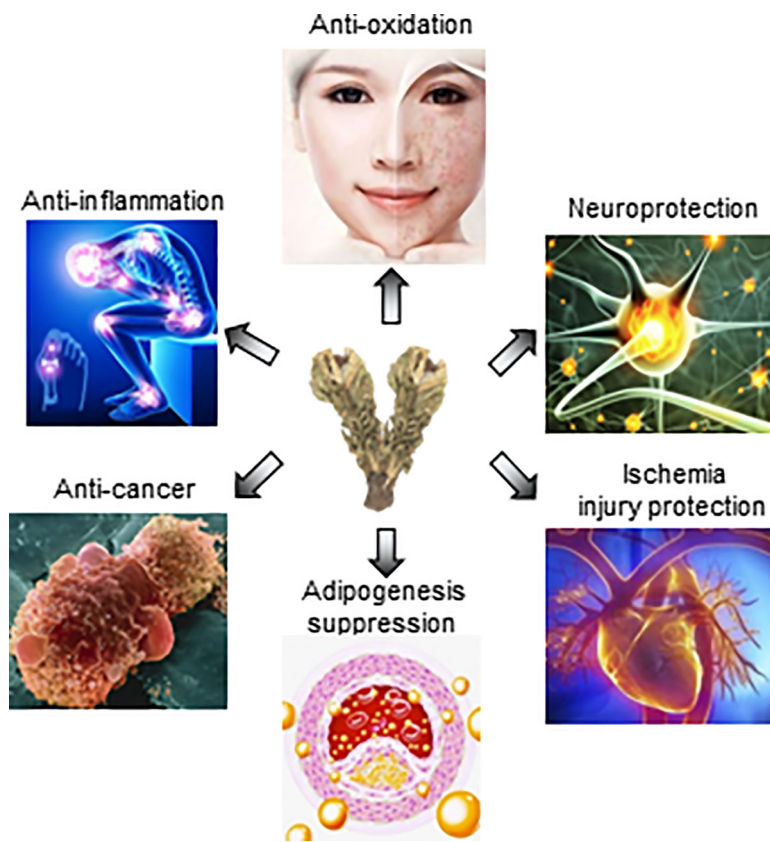 Anti-oxidation
Anti-inflammation
Neuroprotection
Anti-cancer
Ischemia
injury protection
Adipogenesis
suppression